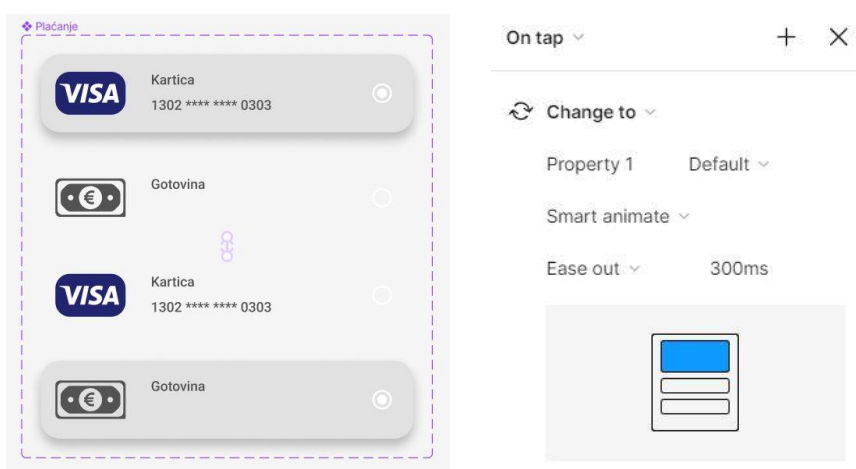 Plaćanje
VISA
Kartica
1302 **** **** 0303
Gotovina
VISA
Kartica
1302 **** **** 0303
Gotovina
On tap
Change to
Property 1 Default
Smart animate
Ease out 300ms